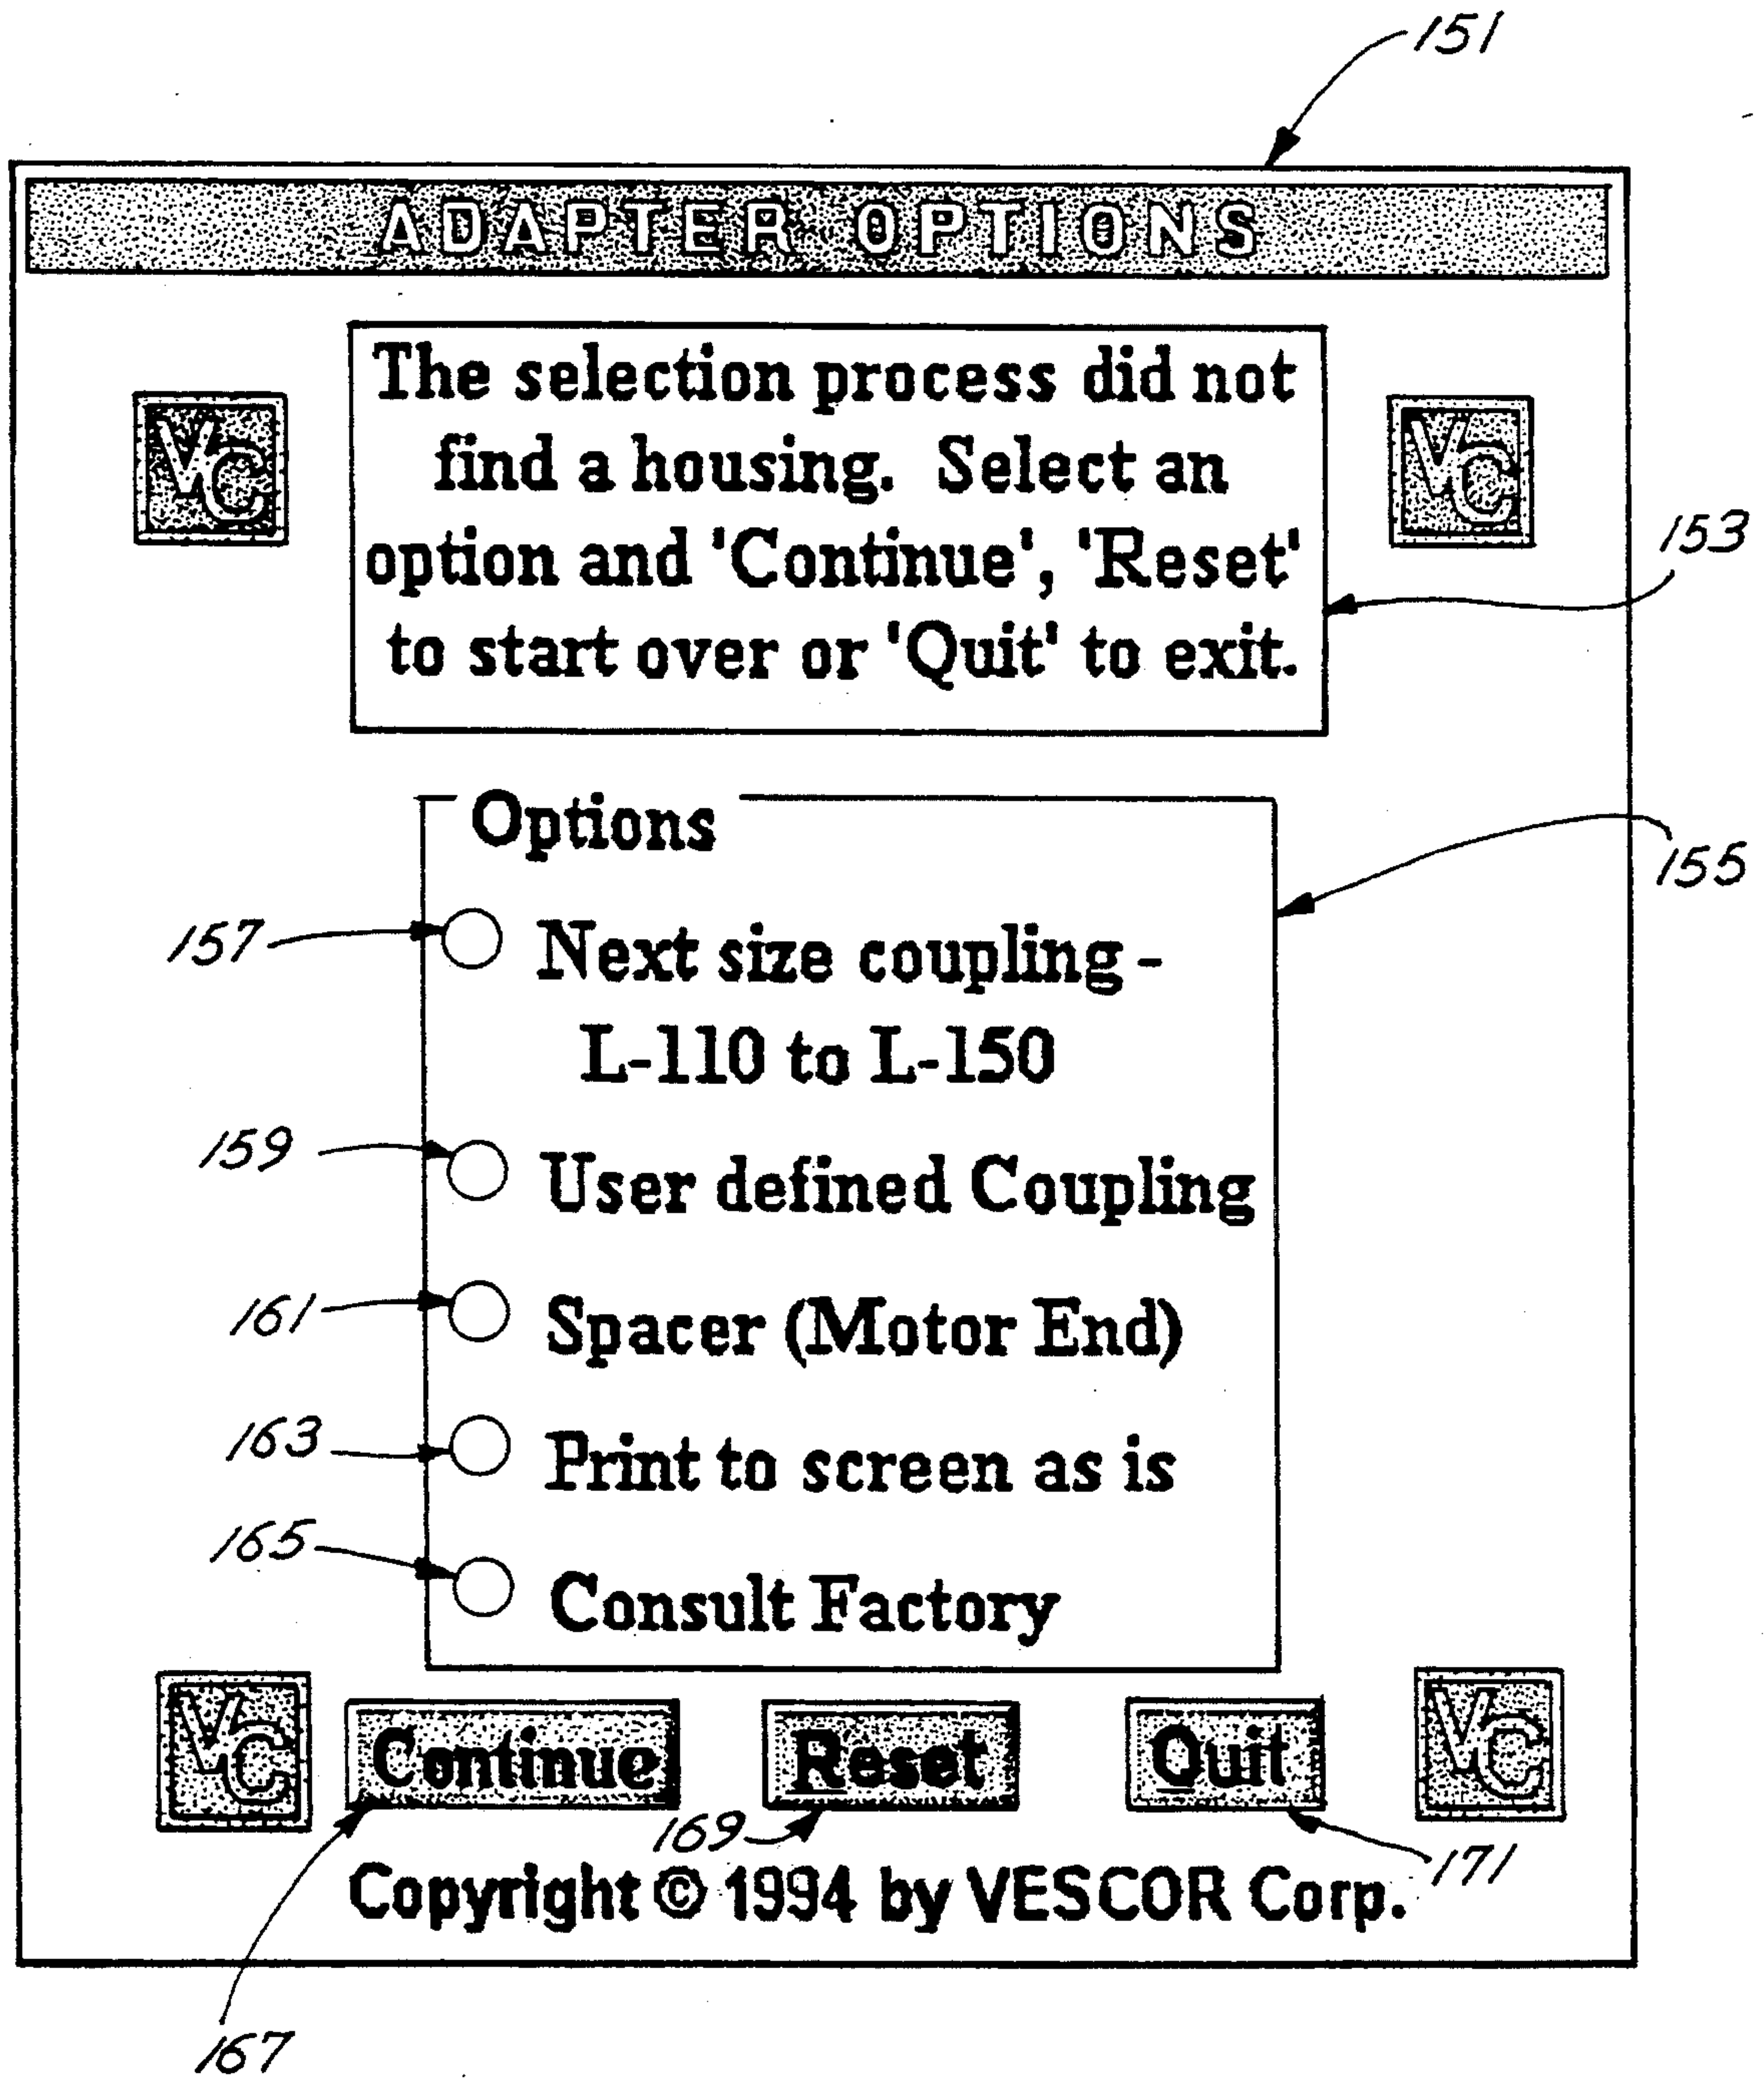 151
ADAPTER OPTIONS
VC
VC
The selection process did not
find a housing. Select an
option and 'Continue', 'Reset'
to start over or 'Quit' to exit.
153
Options
155
157
Next size coupling -
L-110 to L-150
159
User defined Coupling
161
Spacer (Motor End)
163
Print to screen as is
165
Consult Factory
VC
Continue
Reset
Quit
VC
169
171
Copyright © 1994 by VESCOR Corp.
167